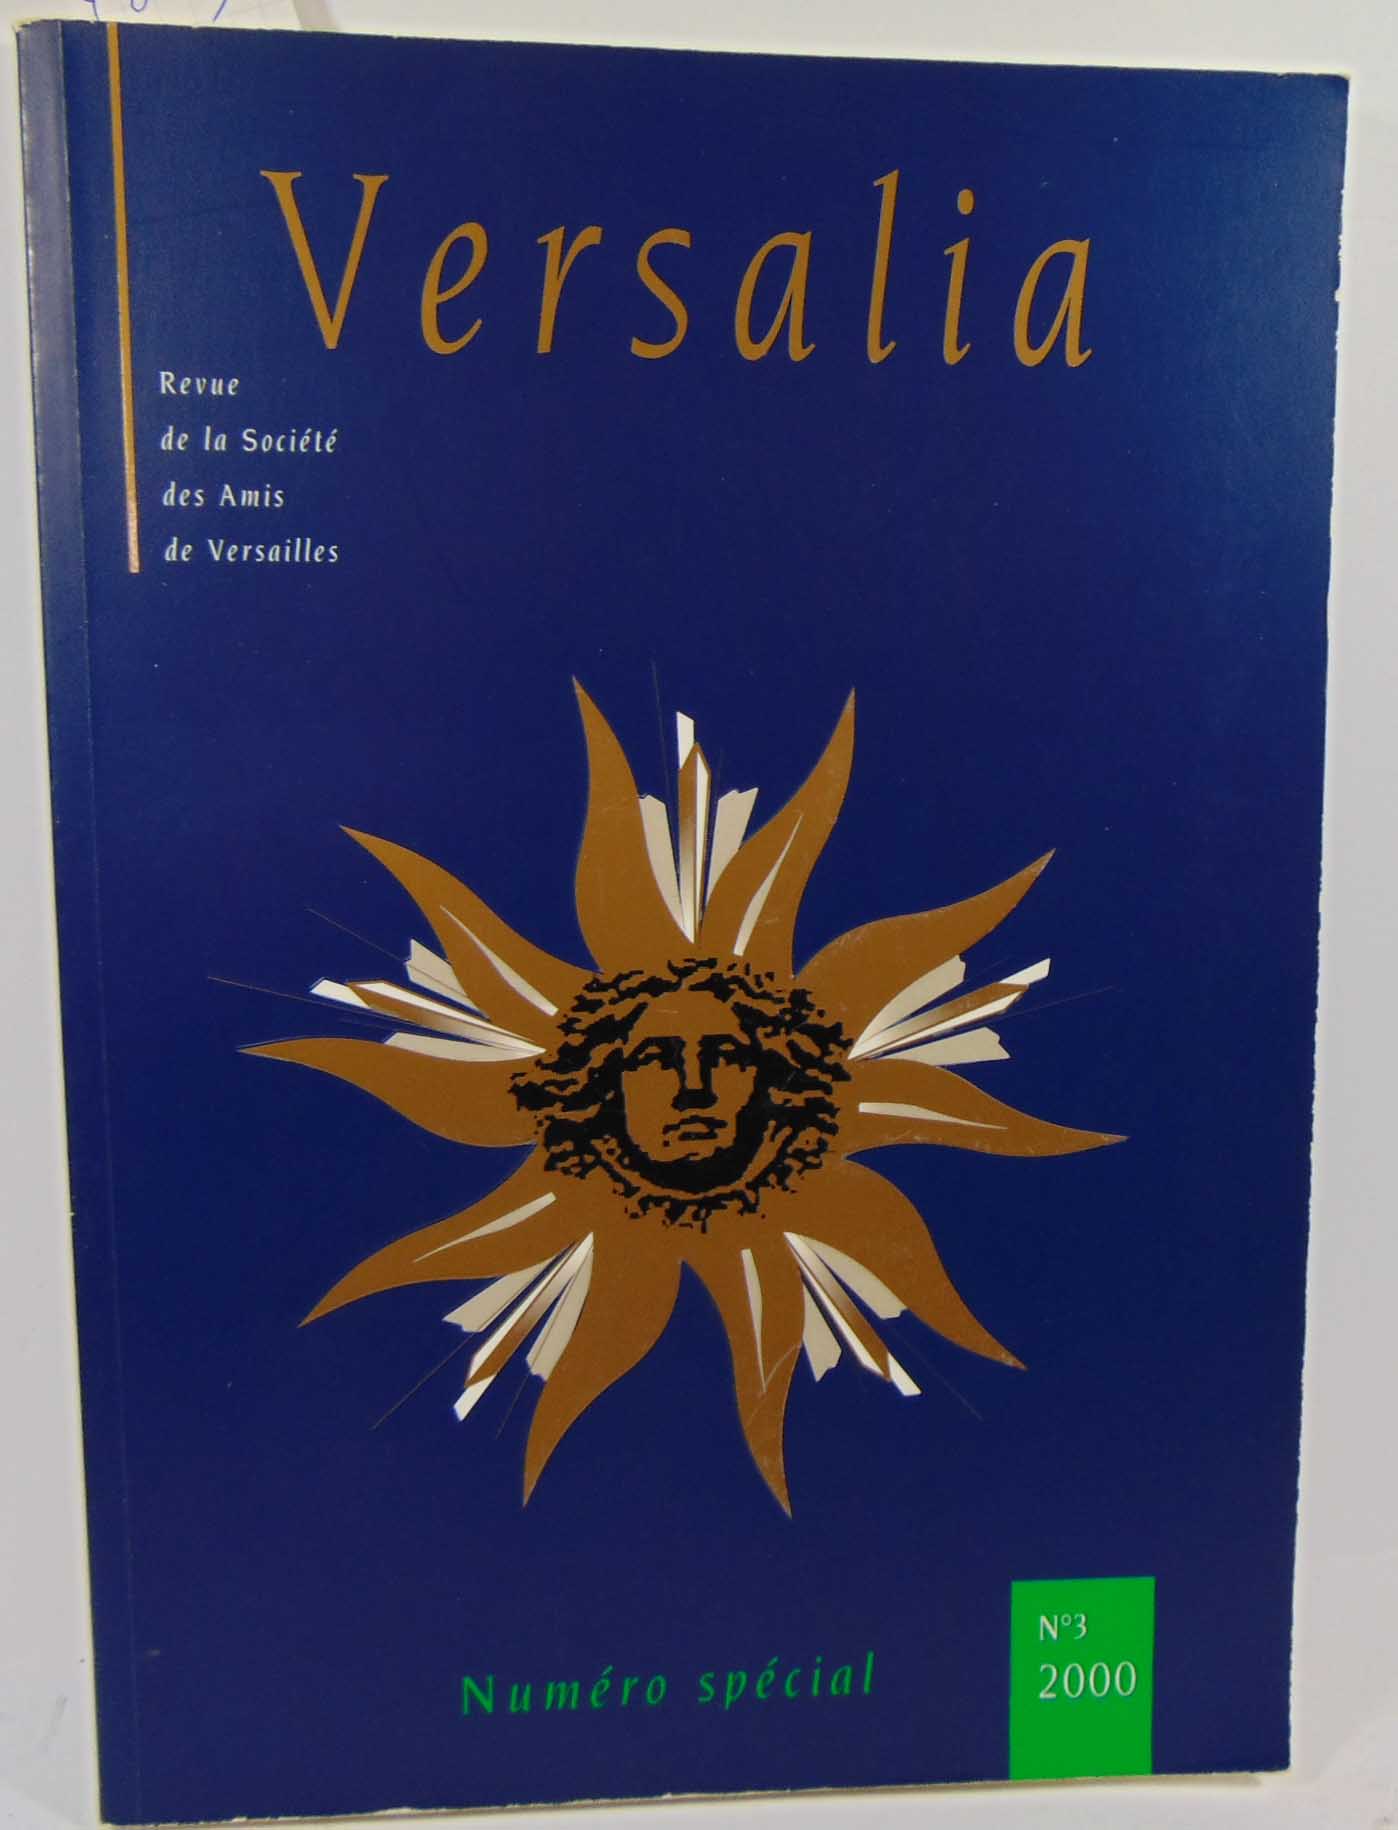 Versalia
Revue
de la Société
des Amis
de Versailles
Numéro spécial
N°3
2000